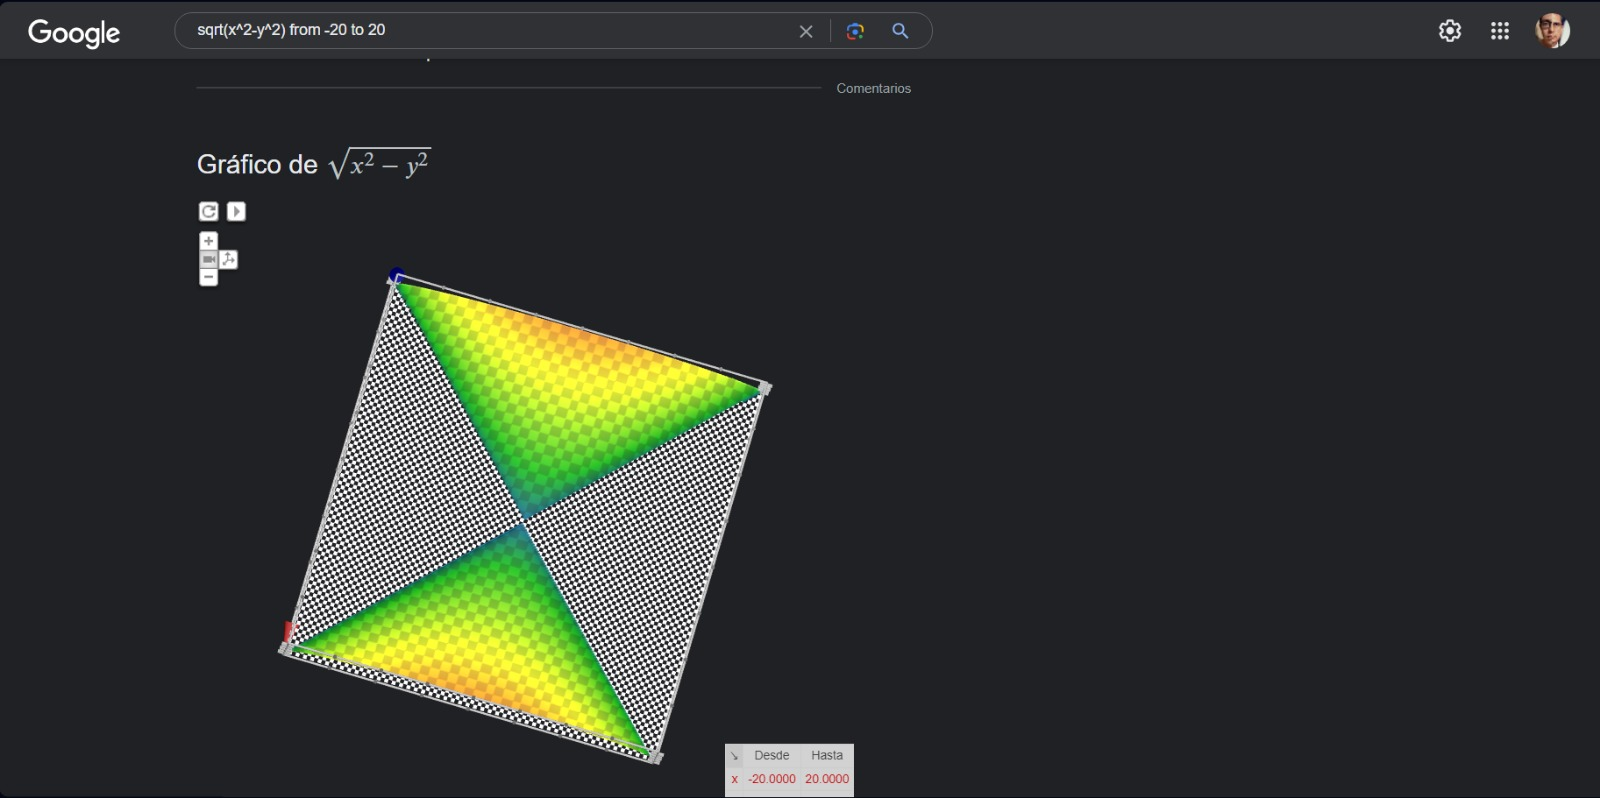 Google
sqrt(x^2-y^2) from -20 to 20
Comentarios
Gráfico de √x² − y²
Desde Hasta
x -20.0000 20.0000